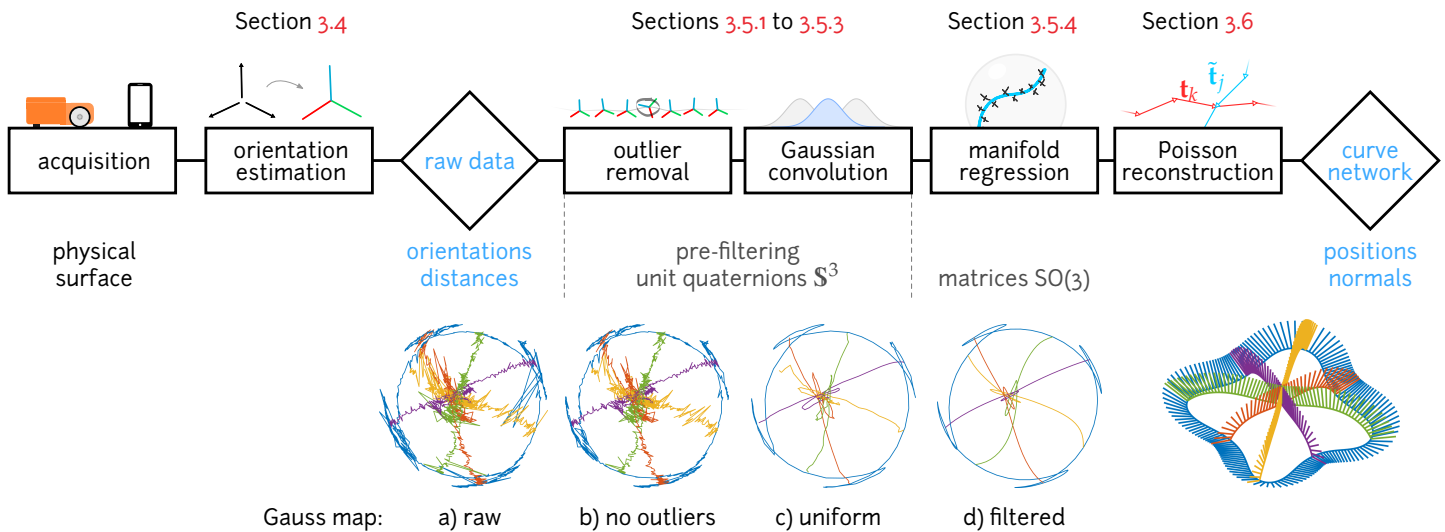 Section 3.4
Sections 3.5.1 to 3.5.3
Section 3.5.4
Section 3.6
t_k
t̃_j
acquisition
orientation
estimation
raw data
outlier
removal
Gaussian
convolution
manifold
regression
Poisson
reconstruction
curve
network
physical
surface
orientations
distances
pre-filtering
unit quaternions 𝐒³
matrices SO(3)
positions
normals
Gauss map:
a) raw
b) no outliers
c) uniform
d) filtered